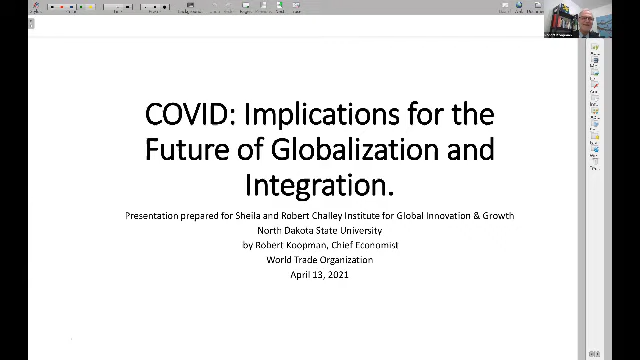 COVID: Implications for the
Future of Globalization and
Integration.
Presentation prepared for Sheila and Robert Challey Institute for Global Innovation & Growth
North Dakota State University
by Robert Koopman, Chief Economist
World Trade Organization
April 13, 2021